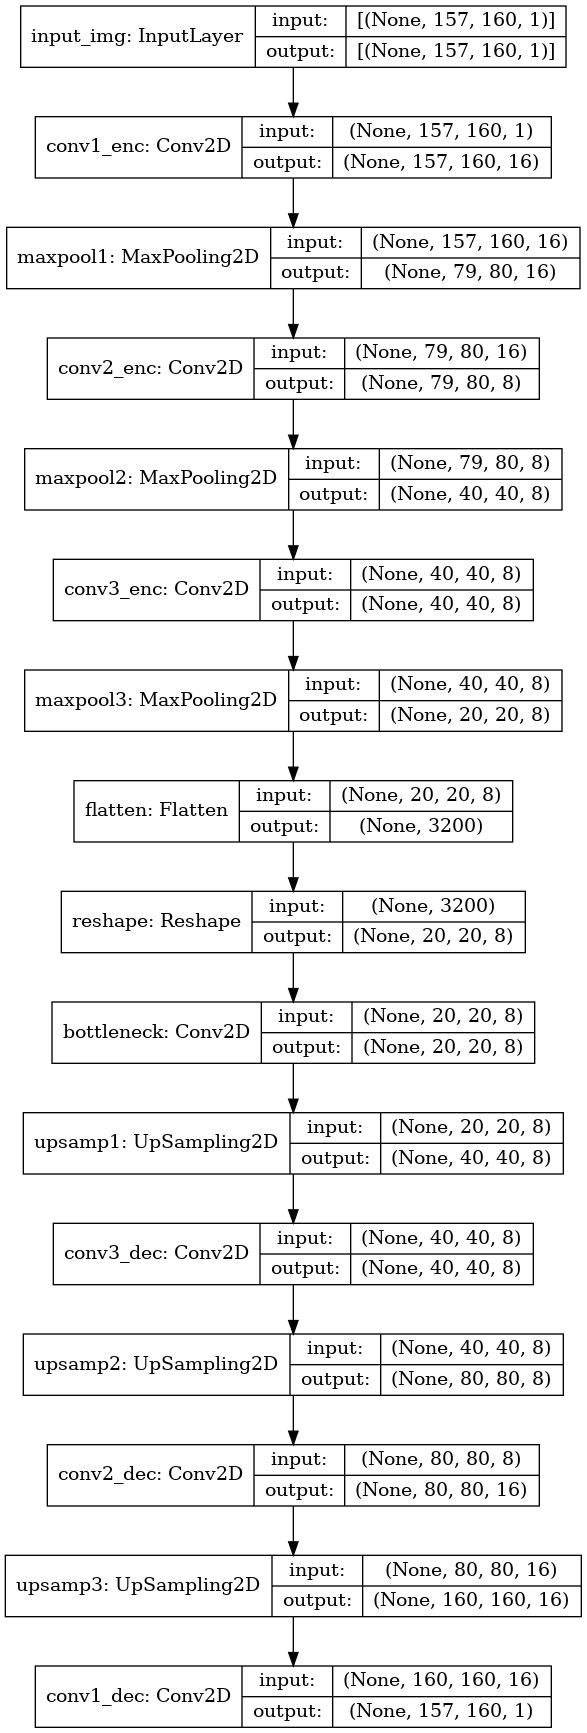 input_img: InputLayer input: [(None, 157, 160, 1)]
output: [(None, 157, 160, 1)]
conv1_enc: Conv2D input: (None, 157, 160, 1)
output: (None, 157, 160, 16)
maxpool1: MaxPooling2D input: (None, 157, 160, 16)
output: (None, 79, 80, 16)
conv2_enc: Conv2D input: (None, 79, 80, 16)
output: (None, 79, 80, 8)
maxpool2: MaxPooling2D input: (None, 79, 80, 8)
output: (None, 40, 40, 8)
conv3_enc: Conv2D input: (None, 40, 40, 8)
output: (None, 40, 40, 8)
maxpool3: MaxPooling2D input: (None, 40, 40, 8)
output: (None, 20, 20, 8)
flatten: Flatten input: (None, 20, 20, 8)
output: (None, 3200)
reshape: Reshape input: (None, 3200)
output: (None, 20, 20, 8)
bottleneck: Conv2D input: (None, 20, 20, 8)
output: (None, 20, 20, 8)
upsamp1: UpSampling2D input: (None, 20, 20, 8)
output: (None, 40, 40, 8)
conv3_dec: Conv2D input: (None, 40, 40, 8)
output: (None, 40, 40, 8)
upsamp2: UpSampling2D input: (None, 40, 40, 8)
output: (None, 80, 80, 8)
conv2_dec: Conv2D input: (None, 80, 80, 8)
output: (None, 80, 80, 16)
upsamp3: UpSampling2D input: (None, 80, 80, 16)
output: (None, 160, 160, 16)
conv1_dec: Conv2D input: (None, 160, 160, 16)
output: (None, 157, 160, 1)